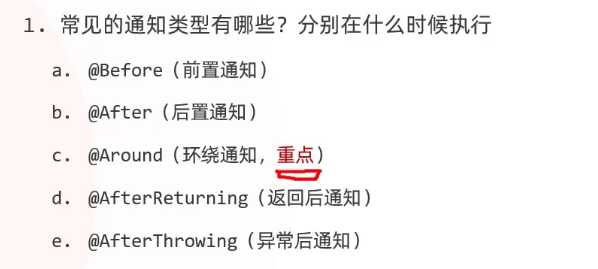 1. 常见的通知类型有哪些？分别在什么时候执行
a. @Before（前置通知）
b. @After（后置通知）
c. @Around（环绕通知，重点）
d. @AfterReturning（返回后通知）
e. @AfterThrowing（异常后通知）